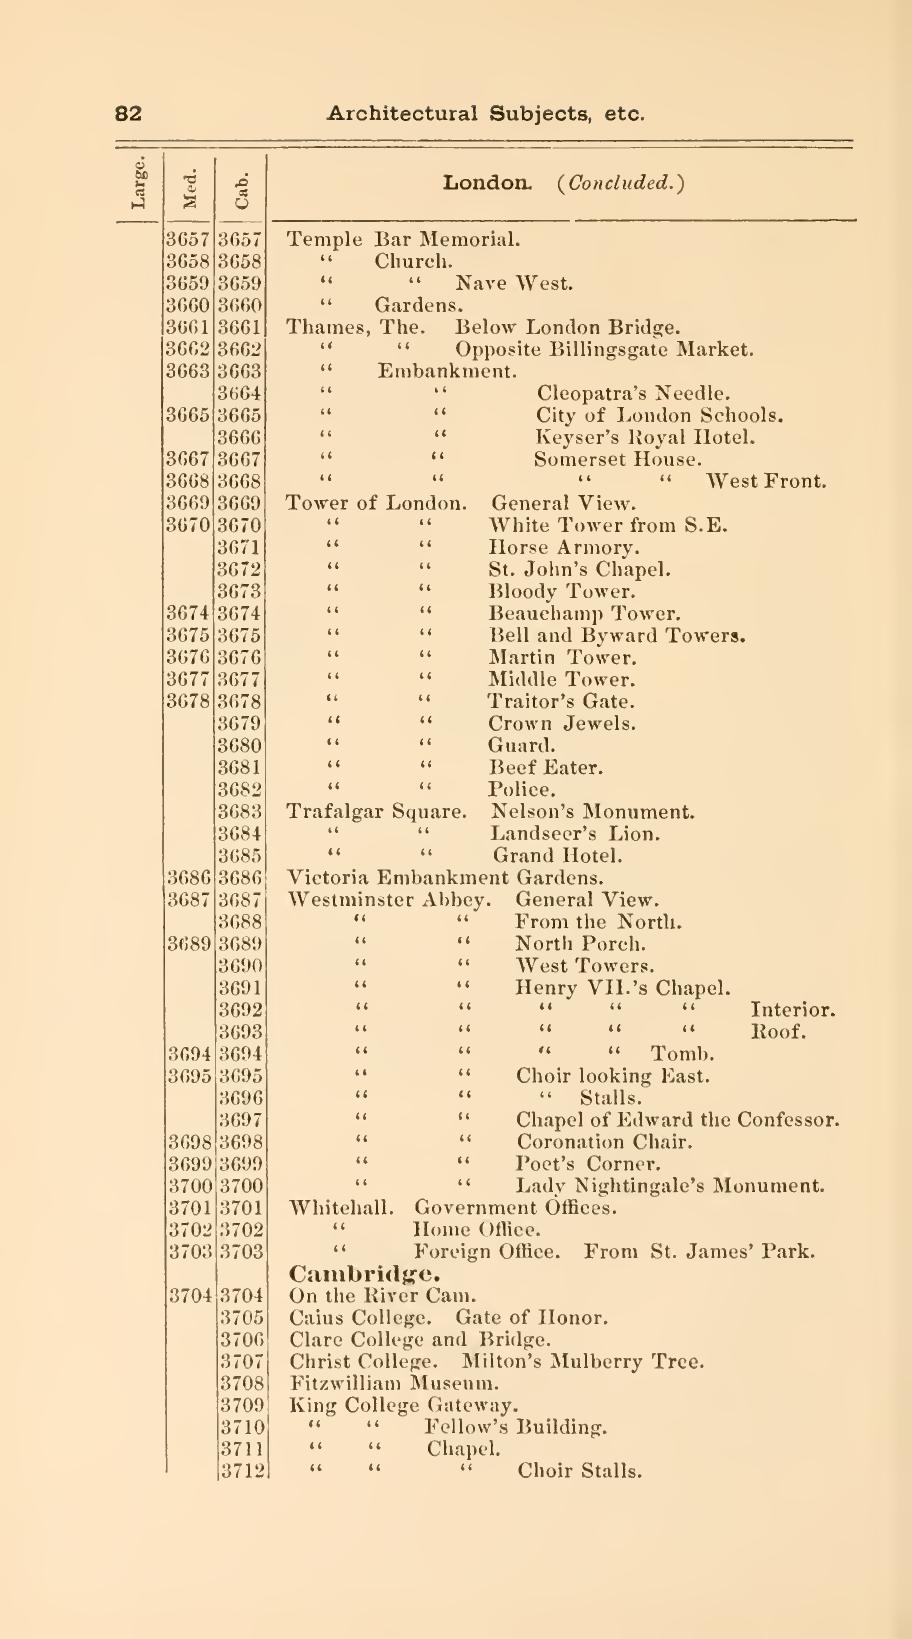 82 Architectural Subjects, etc.
Large. Med. Cab. London. (Concluded.)
3657 3657 Temple Bar Memorial.
3658 3658 “ Church.
3659 3659 “ “ Nave West.
3660 3660 “ Gardens.
3661 3661 Thames, The. Below London Bridge.
3662 3662 “ “ Opposite Billingsgate Market.
3663 3663 “ Embankment.
3664 “ “ Cleopatra’s Needle.
3665 3665 “ “ City of London Schools.
3666 “ “ Keyser’s Royal Hotel.
3667 3667 “ “ Somerset House.
3668 3668 “ “ “ “ West Front.
3669 3669 Tower of London. General View.
3670 3670 “ “ White Tower from S.E.
3671 “ “ Horse Armory.
3672 “ “ St. John’s Chapel.
3673 “ “ Bloody Tower.
3674 3674 “ “ Beauchamp Tower.
3675 3675 “ “ Bell and Byward Towers.
3676 3676 “ “ Martin Tower.
3677 3677 “ “ Middle Tower.
3678 3678 “ “ Traitor’s Gate.
3679 “ “ Crown Jewels.
3680 “ “ Guard.
3681 “ “ Beef Eater.
3682 “ “ Police.
3683 Trafalgar Square. Nelson’s Monument.
3684 “ “ Landseer’s Lion.
3685 “ “ Grand Hotel.
3686 3686 Victoria Embankment Gardens.
3687 3687 Westminster Abbey. General View.
3688 “ “ From the North.
3689 3689 “ “ North Porch.
3690 “ “ West Towers.
3691 “ “ Henry VII.’s Chapel.
3692 “ “ “ “ “ Interior.
3693 “ “ “ “ “ Roof.
3694 3694 “ “ “ “ Tomb.
3695 3695 “ “ Choir looking East.
3696 “ “ “ Stalls.
3697 “ “ Chapel of Edward the Confessor.
3698 3698 “ “ Coronation Chair.
3699 3699 “ “ Poet’s Corner.
3700 3700 “ “ Lady Nightingale’s Monument.
3701 3701 Whitehall. Government Offices.
3702 3702 “ Home Office.
3703 3703 “ Foreign Office. From St. James’ Park.
Cambridge.
3704 3704 On the River Cam.
3705 Caius College. Gate of Honor.
3706 Clare College and Bridge.
3707 Christ College. Milton’s Mulberry Tree.
3708 Fitzwilliam Museum.
3709 King College Gateway.
3710 “ “ Fellow’s Building.
3711 “ “ Chapel.
3712 “ “ “ Choir Stalls.